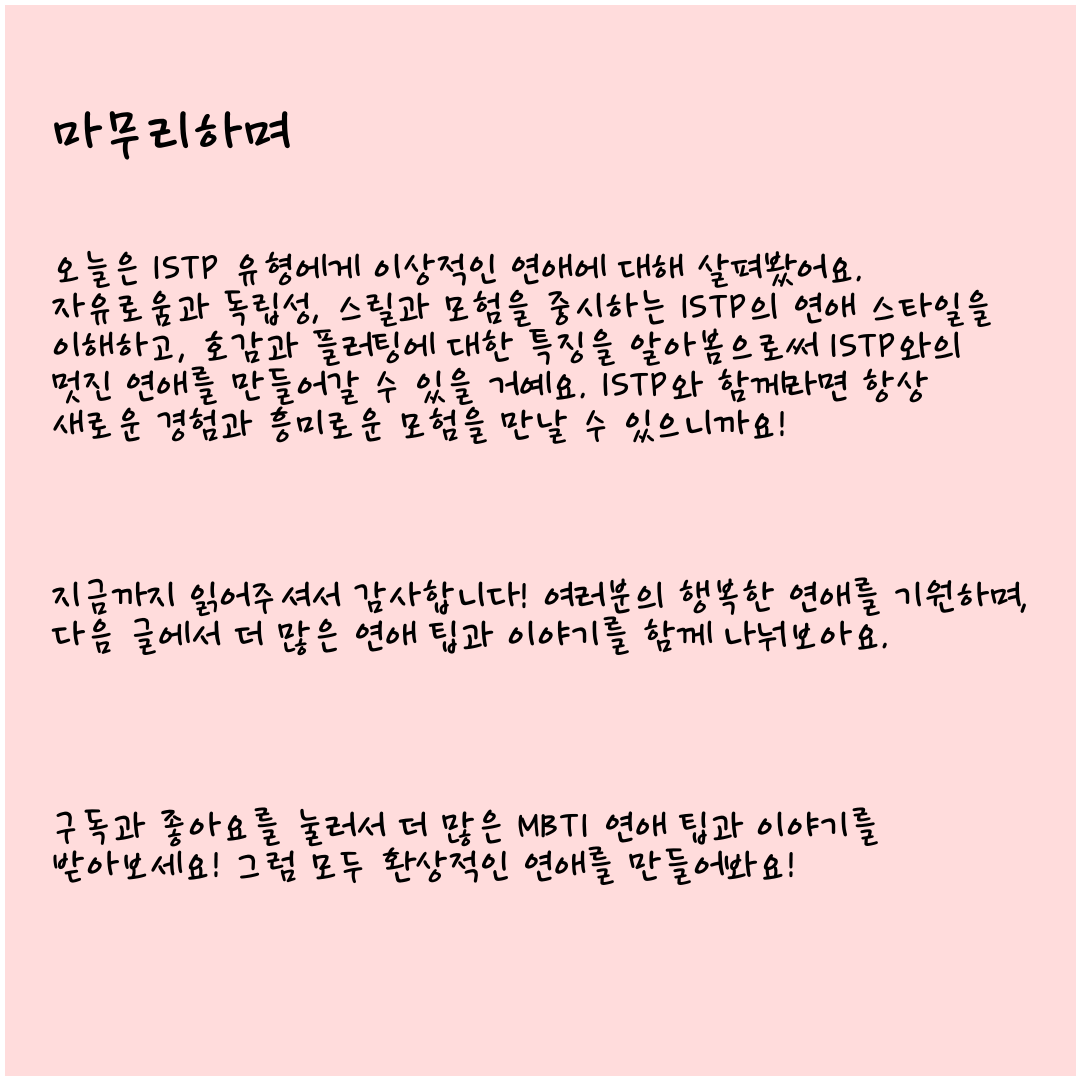 마무리하며
오늘은 ISTP 유형에게 이상적인 연애에 대해 살펴봤어요.
자유로움과 독립성, 스릴과 모험을 중시하는 ISTP의 연애 스타일을
이해하고, 호감과 플러팅에 대한 특징을 알아봄으로써 ISTP와의
멋진 연애를 만들어갈 수 있을 거예요. ISTP와 함께라면 항상
새로운 경험과 흥미로운 모험을 만날 수 있으니까요!
지금까지 읽어주셔서 감사합니다! 여러분의 행복한 연애를 기원하며,
다음 글에서 더 많은 연애 팁과 이야기를 함께 나눠보아요.
구독과 좋아요를 눌러서 더 많은 MBTI 연애 팁과 이야기를
받아보세요! 그럼 모두 환상적인 연애를 만들어봐요!